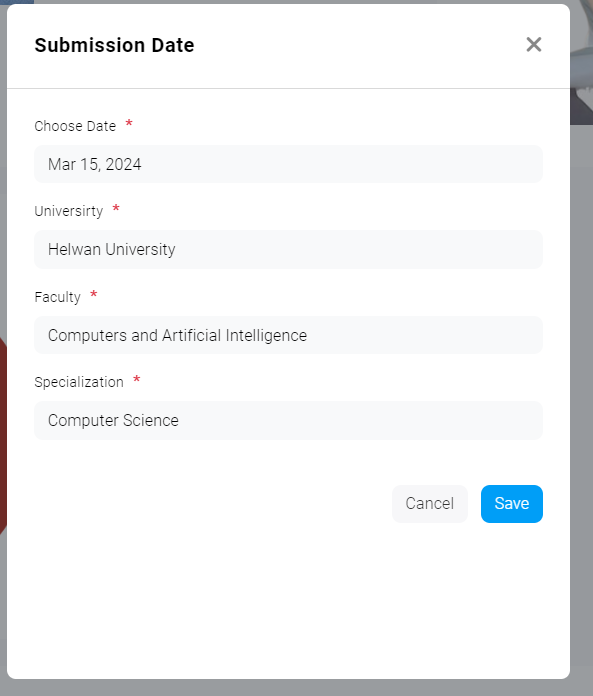 Submission Date
Choose Date *
Mar 15, 2024
Universirty *
Helwan University
Faculty *
Computers and Artificial Intelligence
Specialization *
Computer Science
Cancel Save